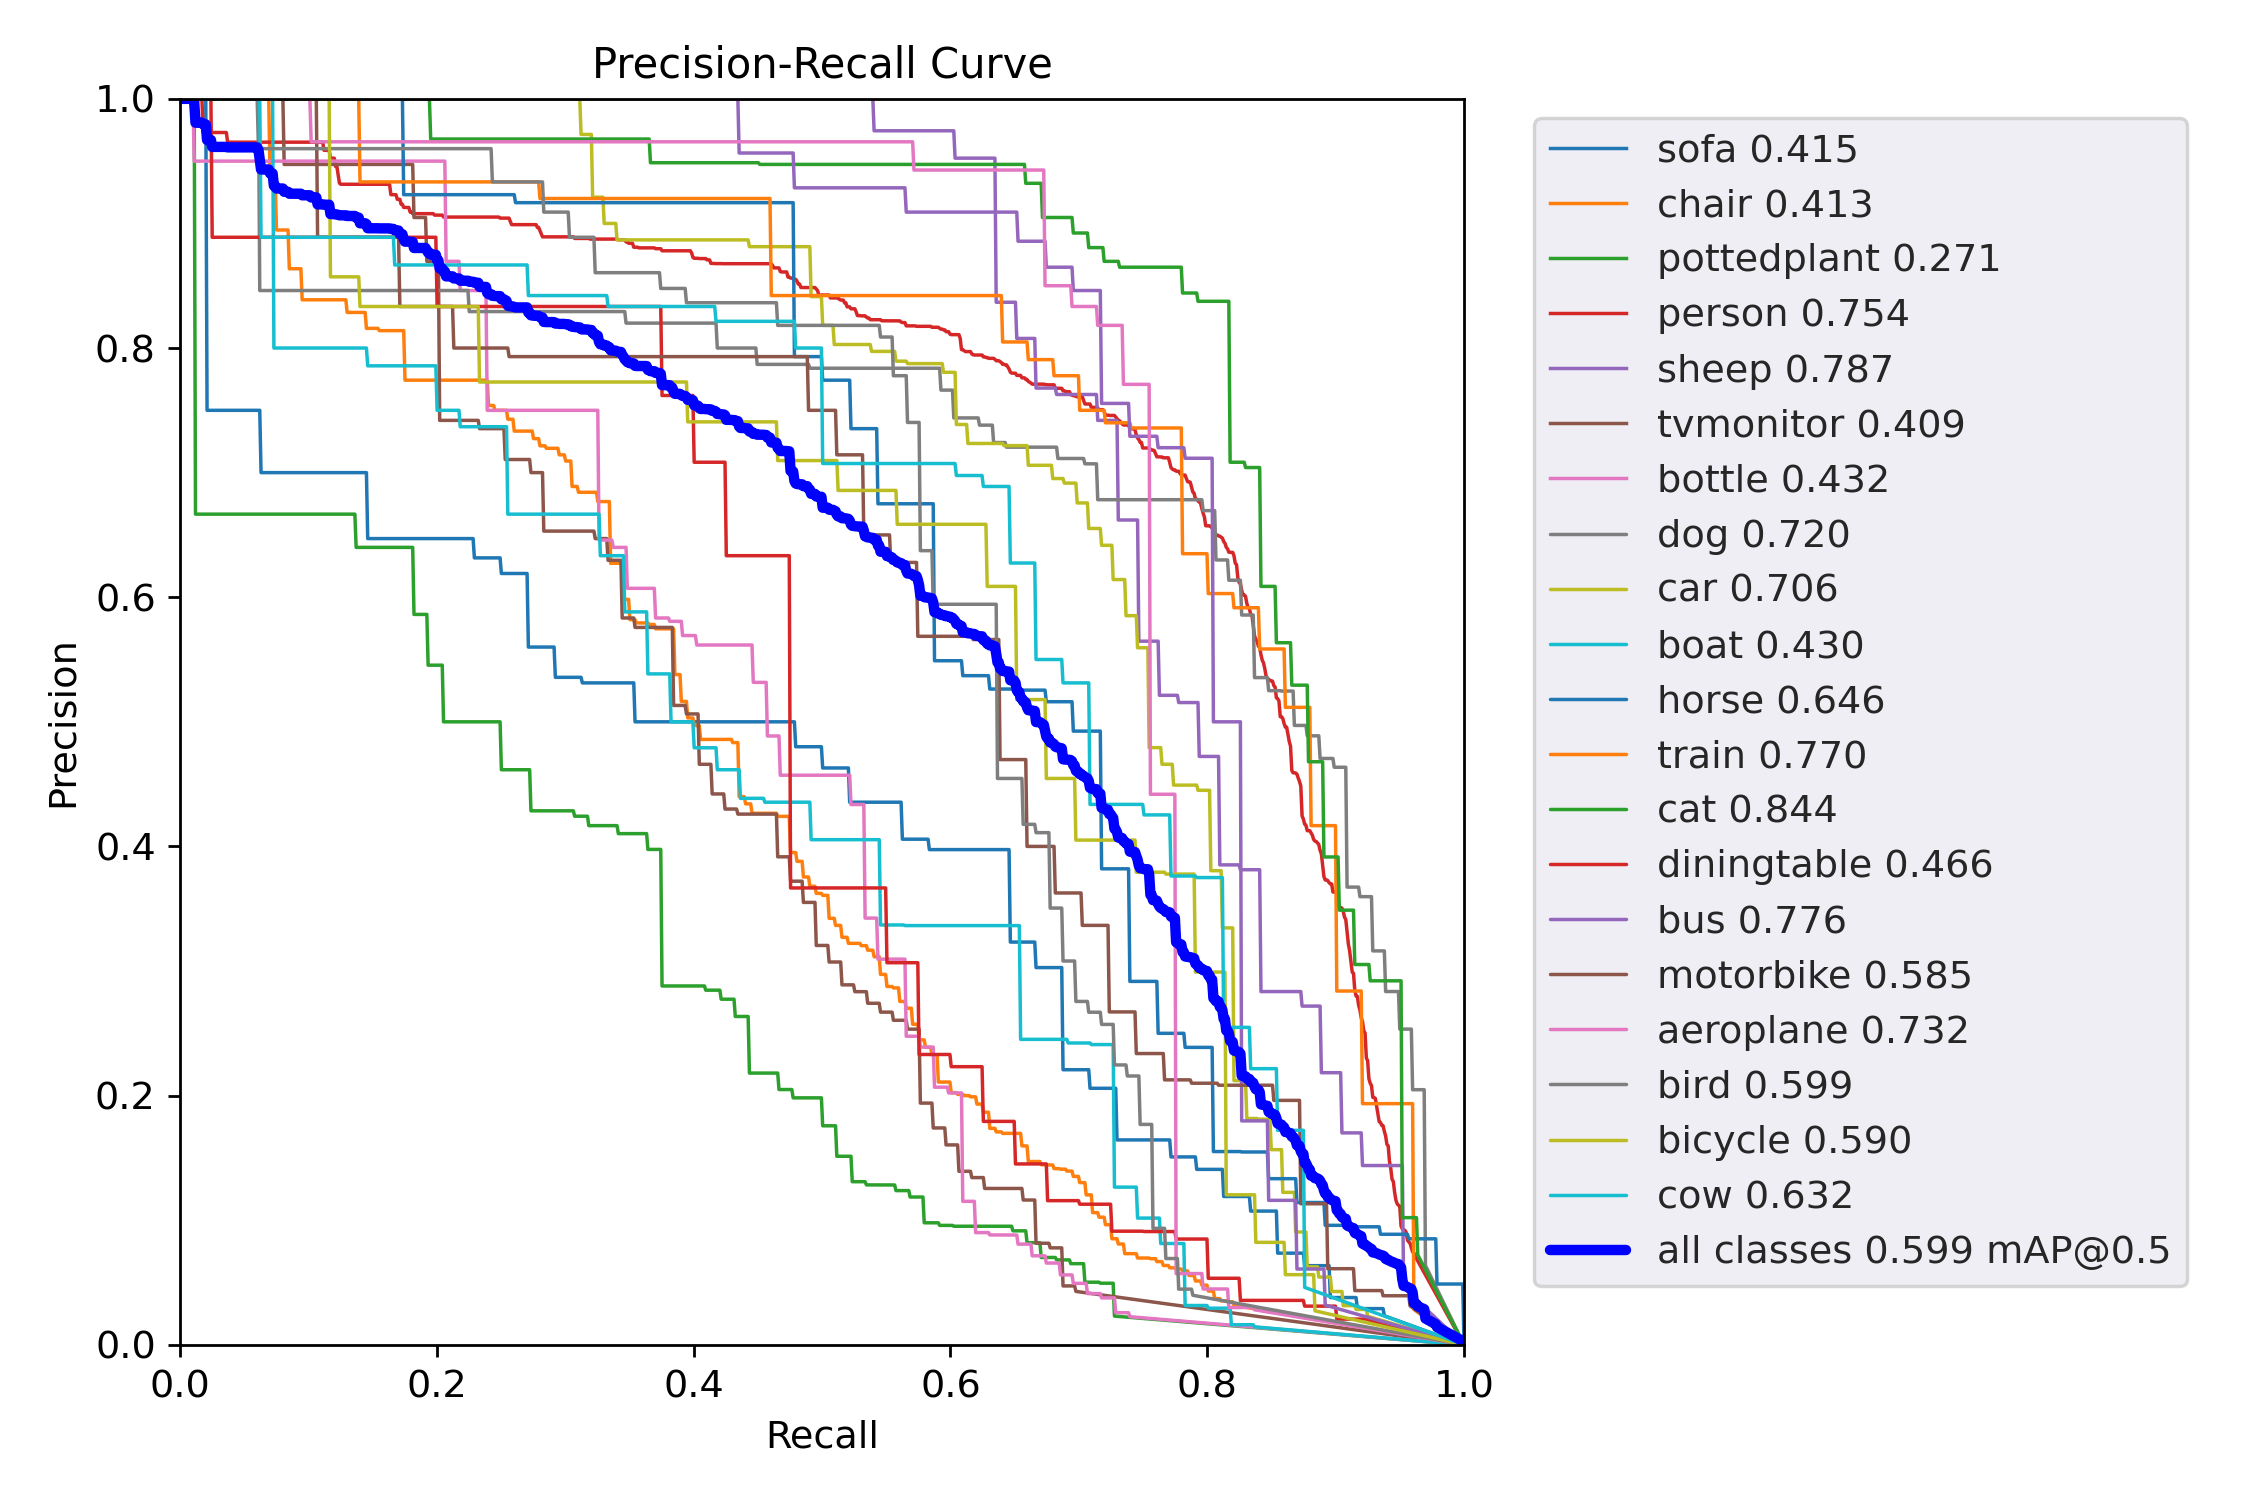 Precision-Recall Curve
1.0
0.8
0.6
0.4
0.2
0.0
Precision
0.0 0.2 0.4 0.6 0.8 1.0
Recall
sofa 0.415
chair 0.413
pottedplant 0.271
person 0.754
sheep 0.787
tvmonitor 0.409
bottle 0.432
dog 0.720
car 0.706
boat 0.430
horse 0.646
train 0.770
cat 0.844
diningtable 0.466
bus 0.776
motorbike 0.585
aeroplane 0.732
bird 0.599
bicycle 0.590
cow 0.632
all classes 0.599 mAP@0.5